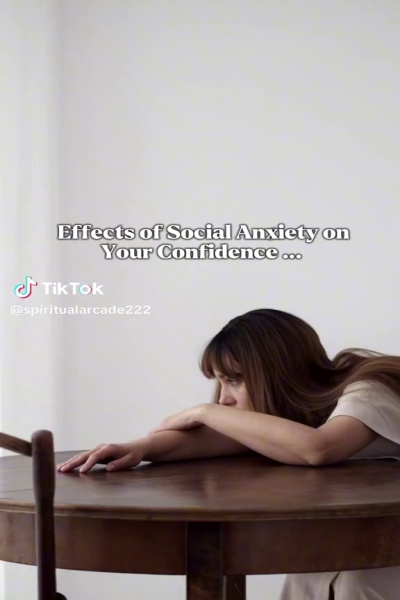 Effects of Social Anxiety on
Your Confidence ...
TikTok
@spiritualarcade222